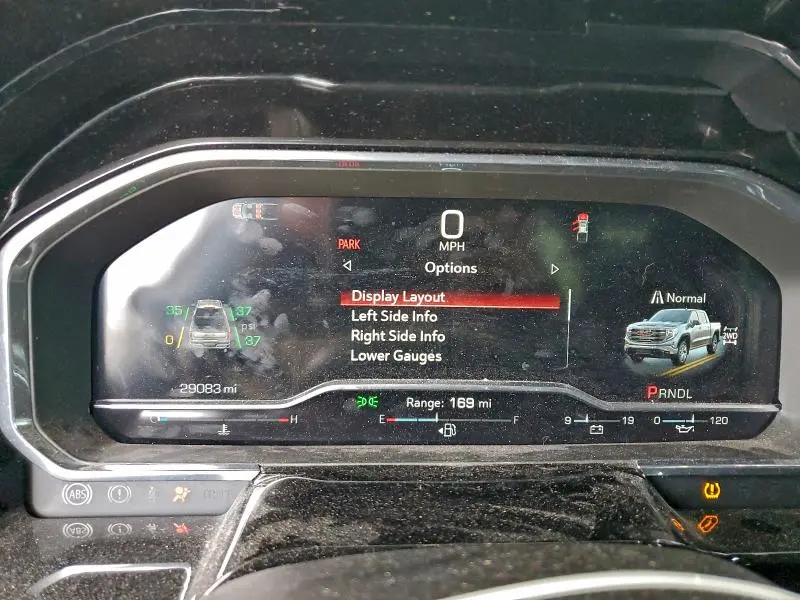 0
MPH
PARK
Options
Display Layout
Left Side Info
Right Side Info
Lower Gauges
35 37
psi
0 37
29083 mi
Normal
2WD
PRNDL
Range: 169 mi
C H
E F
9 19
0 120
ABS